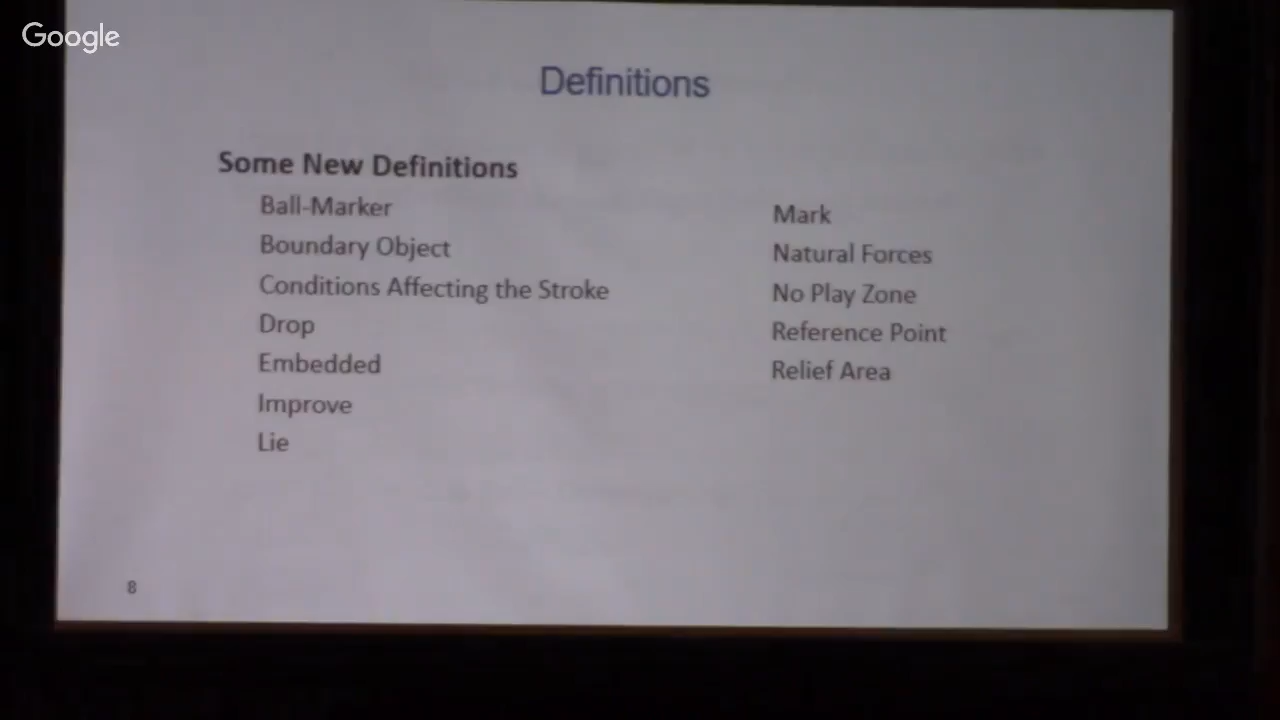 Google
Definitions
Some New Definitions
Ball-Marker
Boundary Object
Conditions Affecting the Stroke
Drop
Embedded
Improve
Lie
Mark
Natural Forces
No Play Zone
Reference Point
Relief Area
8